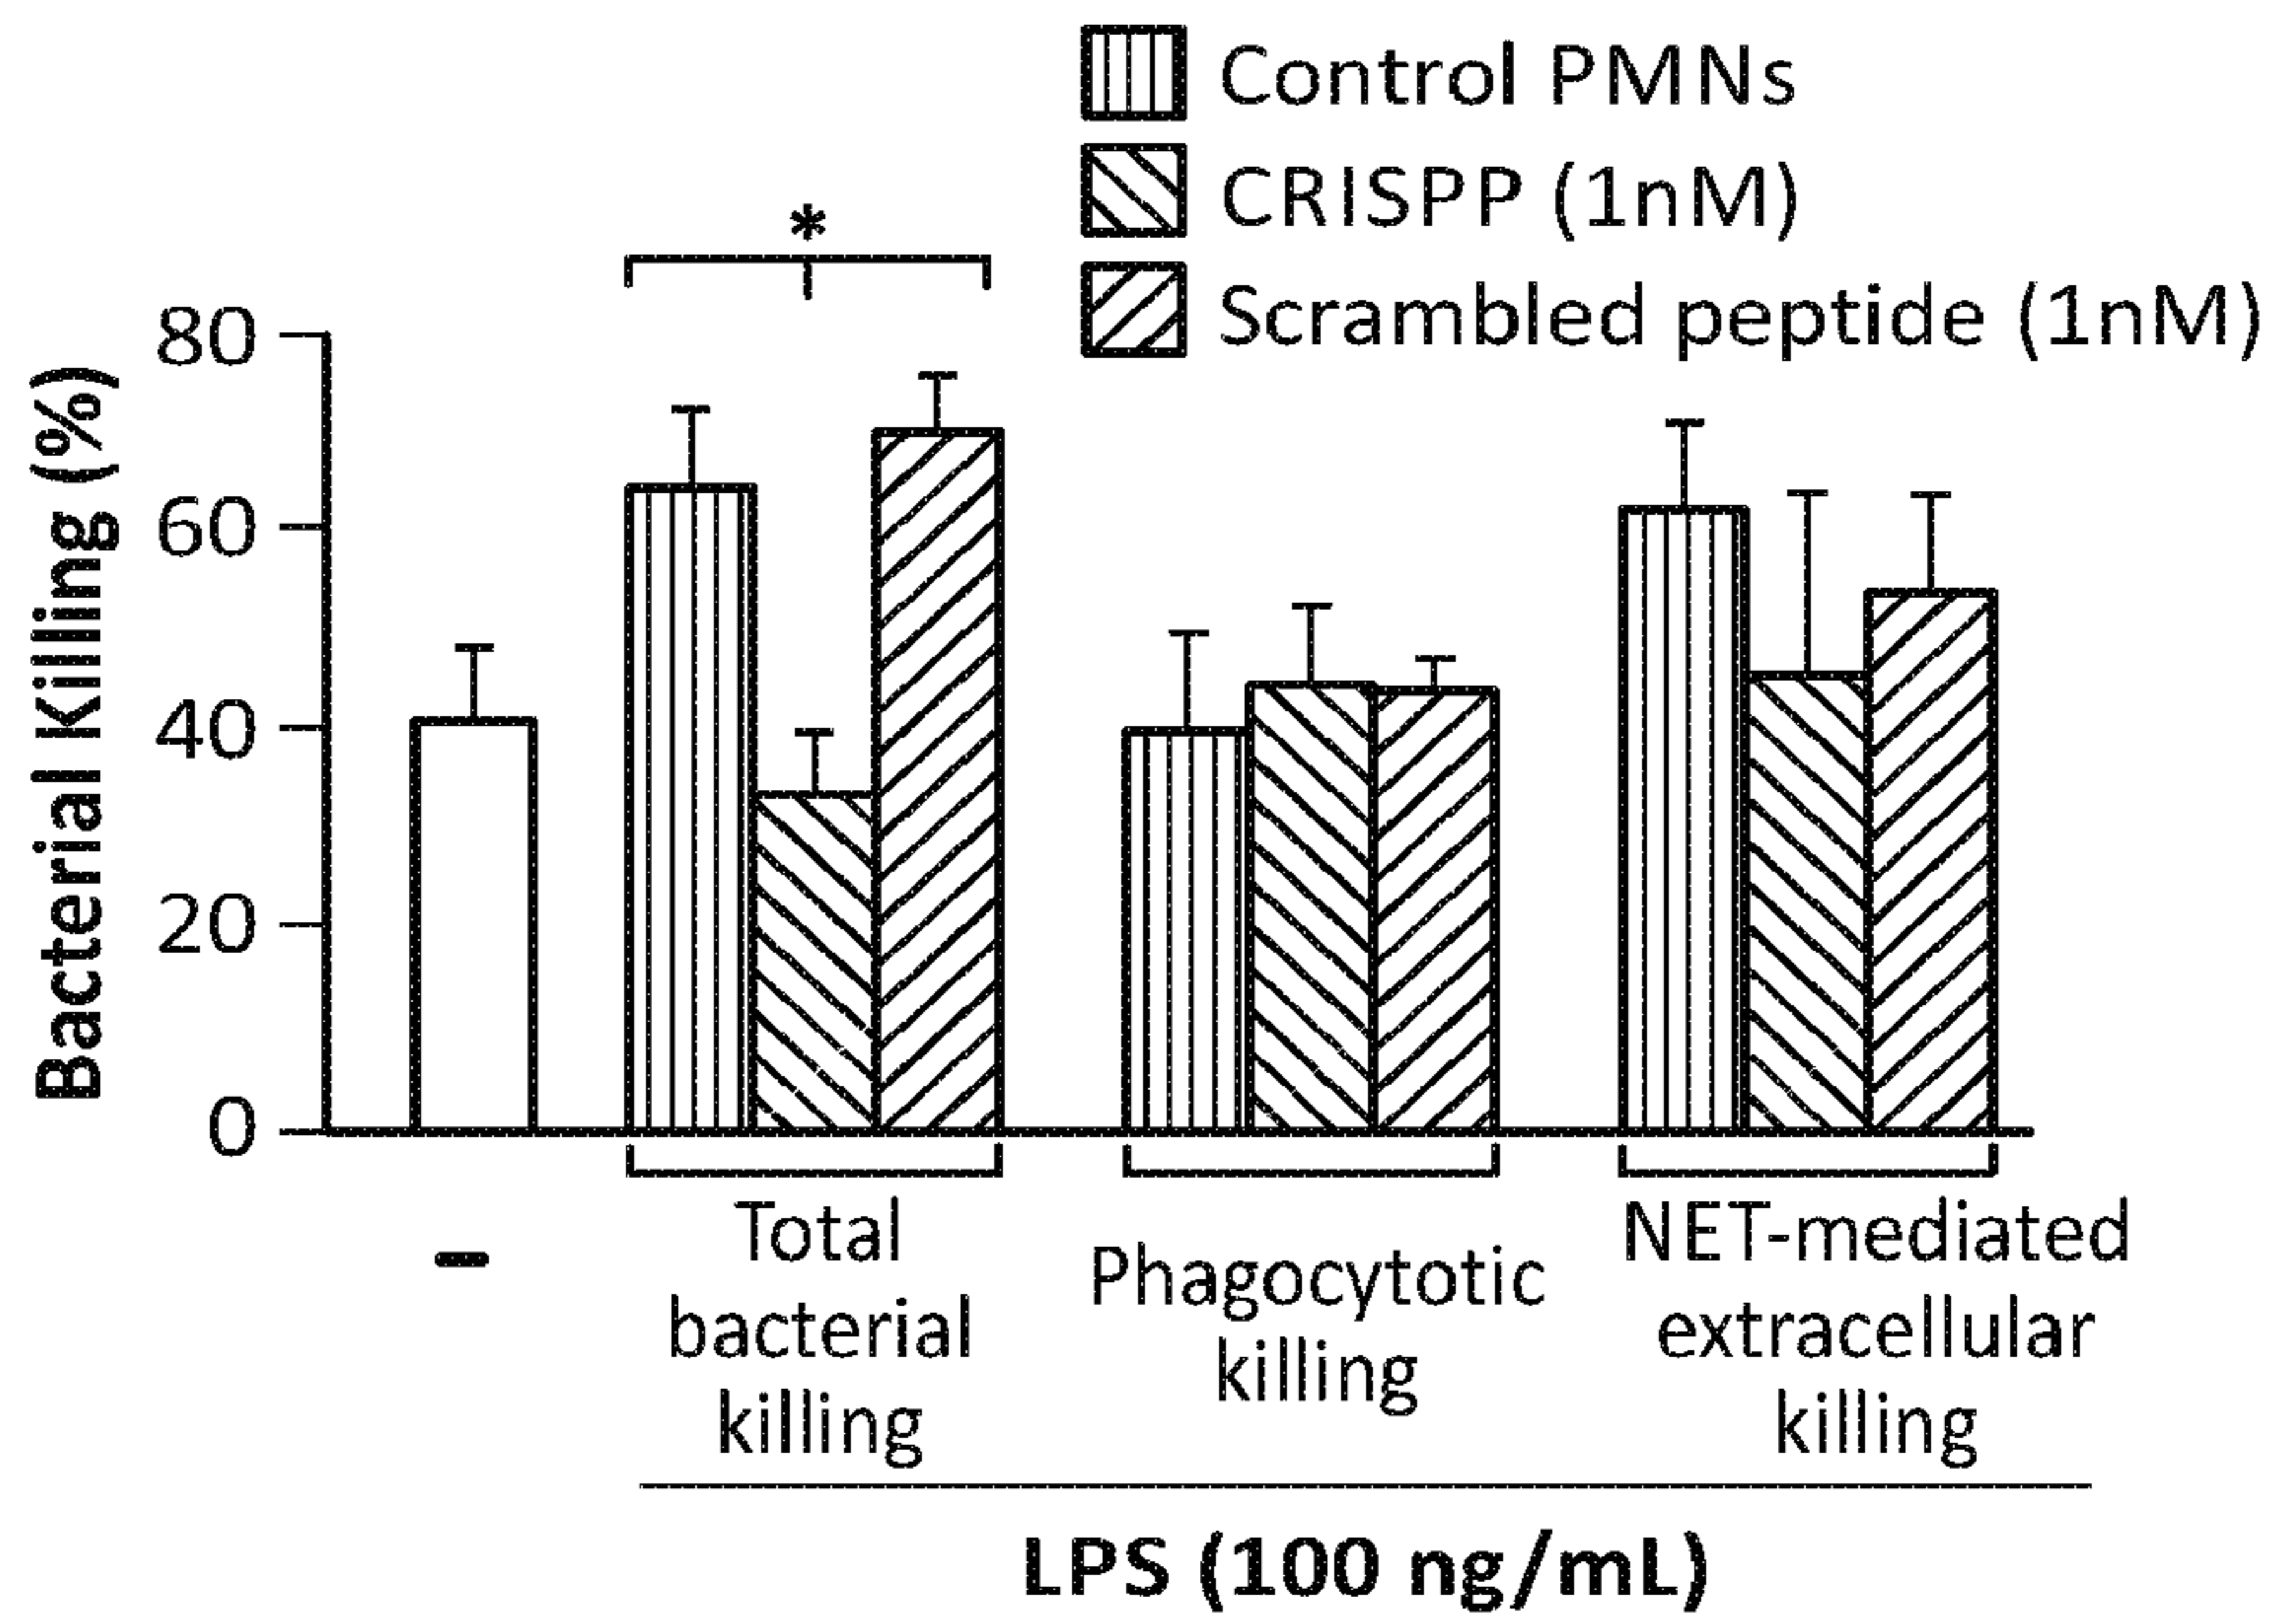 Control PMNs
CRISPP (1nM)
Scrambled peptide (1nM)
*
Bacterial Killing (%)
80
60
40
20
0
–
Total
bacterial
killing
Phagocytotic
killing
NET-mediated
extracellular
killing
LPS (100 ng/mL)